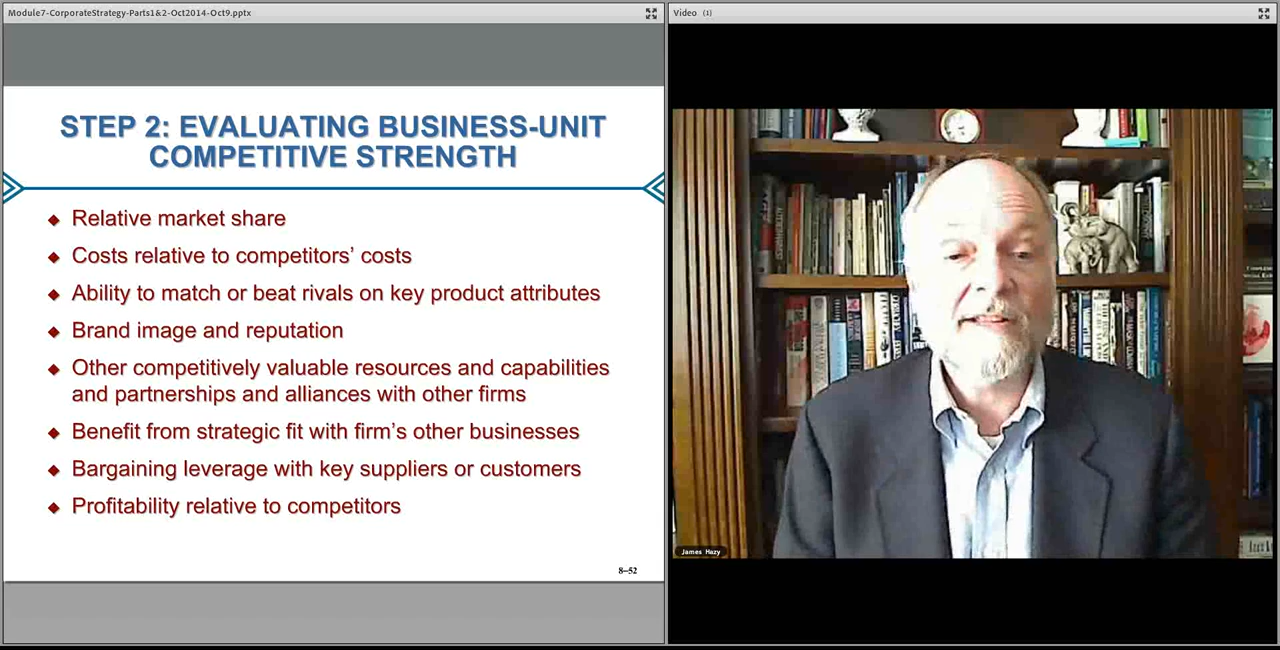 Module7-CorporateStrategy-Parts1&2-Oct2014-Oct9.pptx
Video (1)
STEP 2: EVALUATING BUSINESS-UNIT
COMPETITIVE STRENGTH
Relative market share
Costs relative to competitors’ costs
Ability to match or beat rivals on key product attributes
Brand image and reputation
Other competitively valuable resources and capabilities
and partnerships and alliances with other firms
Benefit from strategic fit with firm’s other businesses
Bargaining leverage with key suppliers or customers
Profitability relative to competitors
8–52
James Hazy